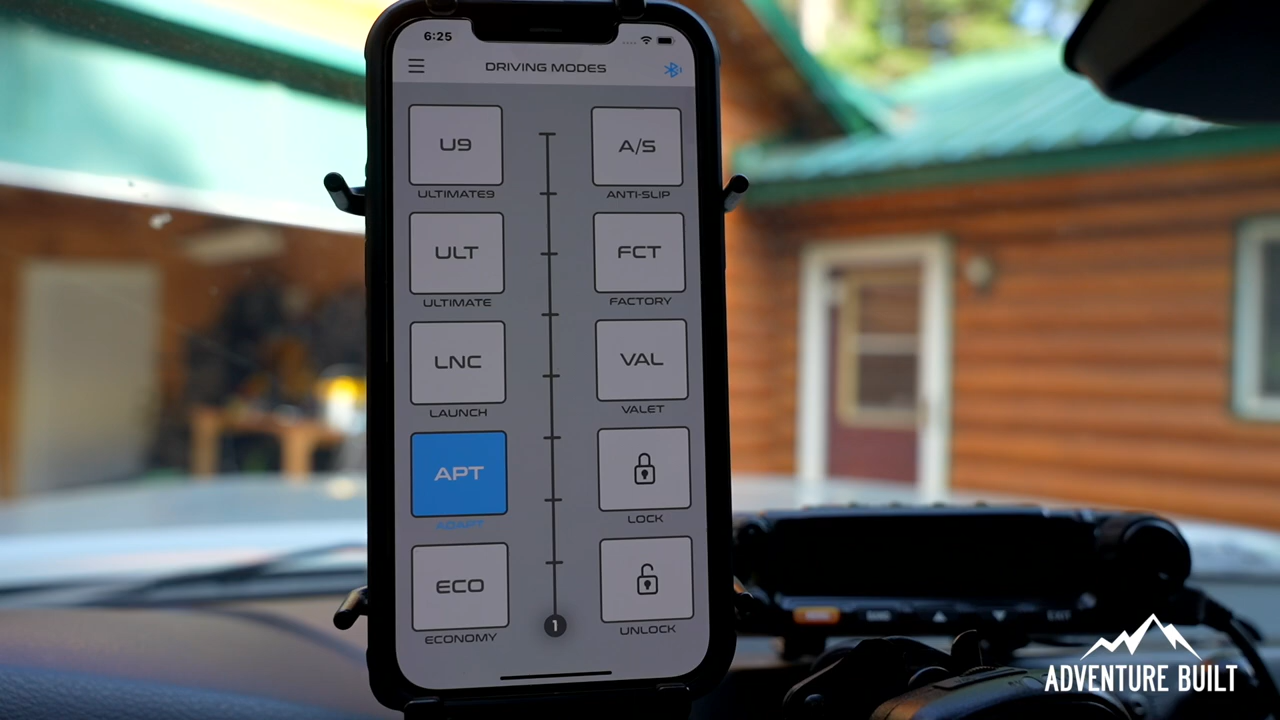 6:25
DRIVING MODES
U9
ULTIMATE9
A/S
ANTI-SLIP
ULT
ULTIMATE
FCT
FACTORY
LNC
LAUNCH
VAL
VALET
APT
ADAPT
LOCK
ECO
ECONOMY
UNLOCK
1
ADVENTURE BUILT